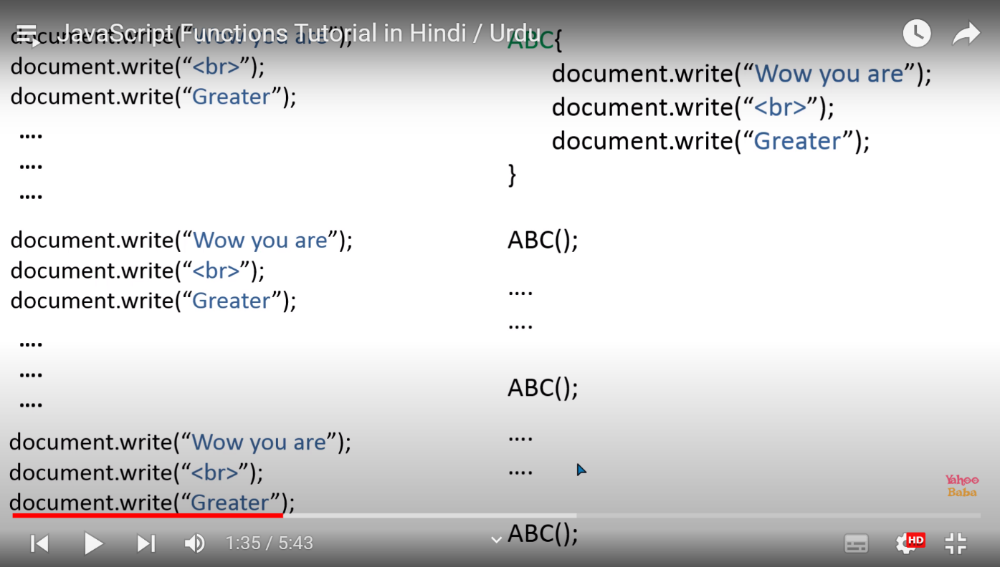 JavaScript Functions Tutorial in Hindi / Urdu
document.write(“Wow you are”);
document.write(“<br>”);
document.write(“Greater”);
....
....
....
document.write(“Wow you are”);
document.write(“<br>”);
document.write(“Greater”);
....
....
....
document.write(“Wow you are”);
document.write(“<br>”);
document.write(“Greater”);
ABC{
document.write(“Wow you are”);
document.write(“<br>”);
document.write(“Greater”);
}
ABC();
....
....
ABC();
....
....
ABC();
Yahoo
Baba
1:35 / 5:43
HD